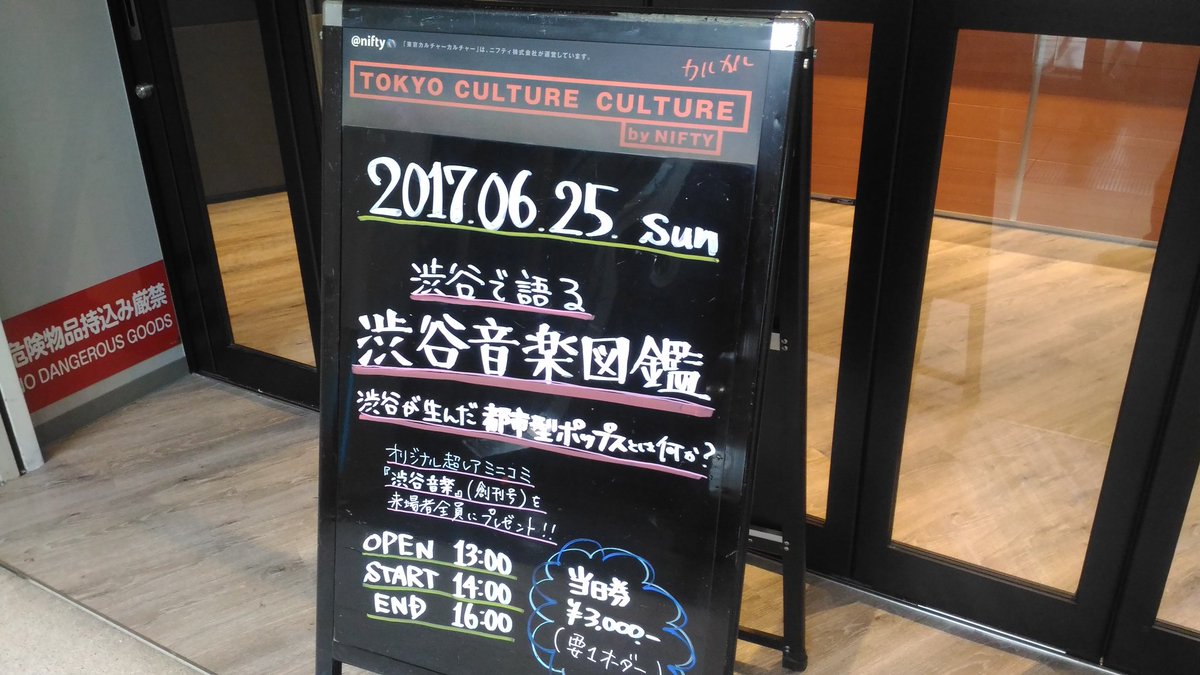 @nifty 「東京カルチャーカルチャー」は、ニフティ株式会社が運営しています。
カルカル
TOKYO CULTURE CULTURE
by NIFTY
2017.06.25. Sun
渋谷で語る
渋谷音楽図鑑
渋谷が生んだ都市型ポップスとは何か?
オリジナル超レアミニコミ
『渋谷音楽』(創刊号)を
来場者全員にプレゼント!!
OPEN 13:00
START 14:00
END 16:00
当日券
¥3,000.-
(要1オーダー)
危険物品持込み厳禁
NO DANGEROUS GOODS